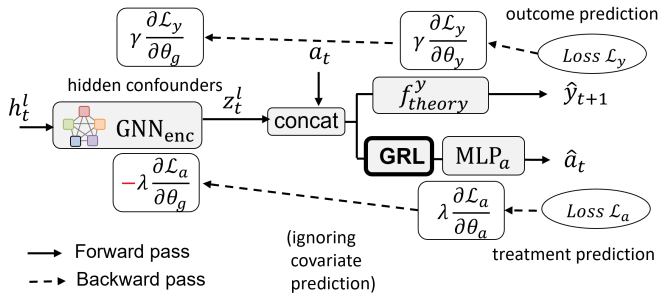 outcome prediction
γ ∂ℒ_y/∂θ_g
γ ∂ℒ_y/∂θ_y
Loss ℒ_y
a_t
hidden confounders
h_t^l
GNN_enc
z_t^l
concat
f_theory^y
ŷ_{t+1}
GRL
MLP_a
â_t
−λ ∂ℒ_a/∂θ_g
λ ∂ℒ_a/∂θ_a
Loss ℒ_a
treatment prediction
(ignoring
covariate
prediction)
Forward pass
Backward pass